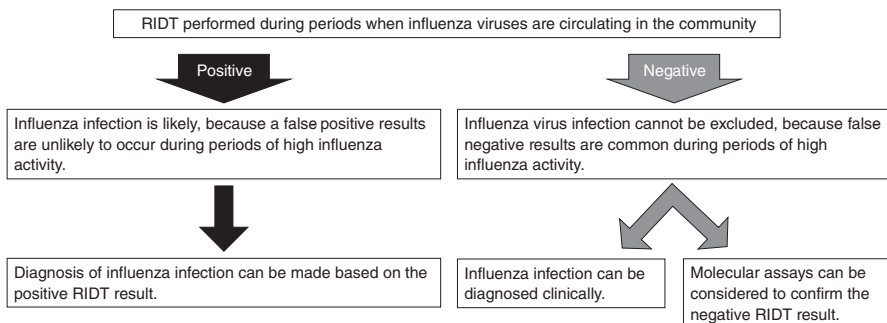 RIDT performed during periods when influenza viruses are circulating in the community
Positive
Negative
Influenza infection is likely, because a false positive results
are unlikely to occur during periods of high influenza
activity.
Influenza virus infection cannot be excluded, because false
negative results are common during periods of high
influenza activity.
Diagnosis of influenza infection can be made based on the
positive RIDT result.
Influenza infection can be
diagnosed clinically.
Molecular assays can be
considered to confirm the
negative RIDT result.